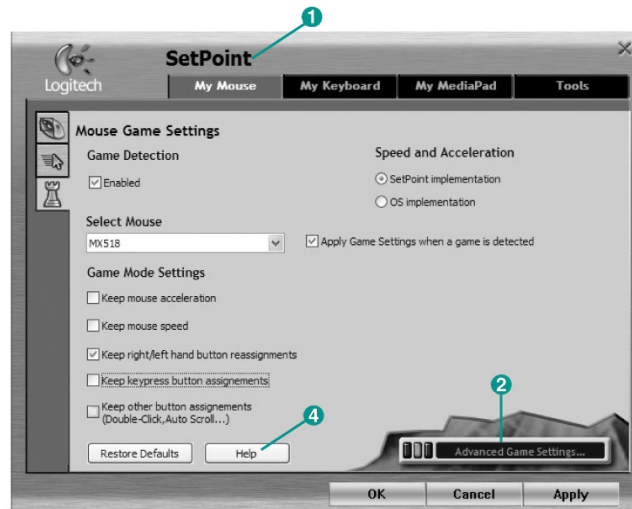 1
SetPoint
Logitech
My Mouse
My Keyboard
My MediaPad
Tools
Mouse Game Settings
Game Detection
Enabled
Speed and Acceleration
SetPoint implementation
OS implementation
Select Mouse
MX518
Apply Game Settings when a game is detected
Game Mode Settings
Keep mouse acceleration
Keep mouse speed
Keep right/left hand button reassignments
Keep keypress button assignements
Keep other button assignements
(Double-Click,Auto Scroll...)
4
2
Restore Defaults
Help
Advanced Game Settings...
OK
Cancel
Apply